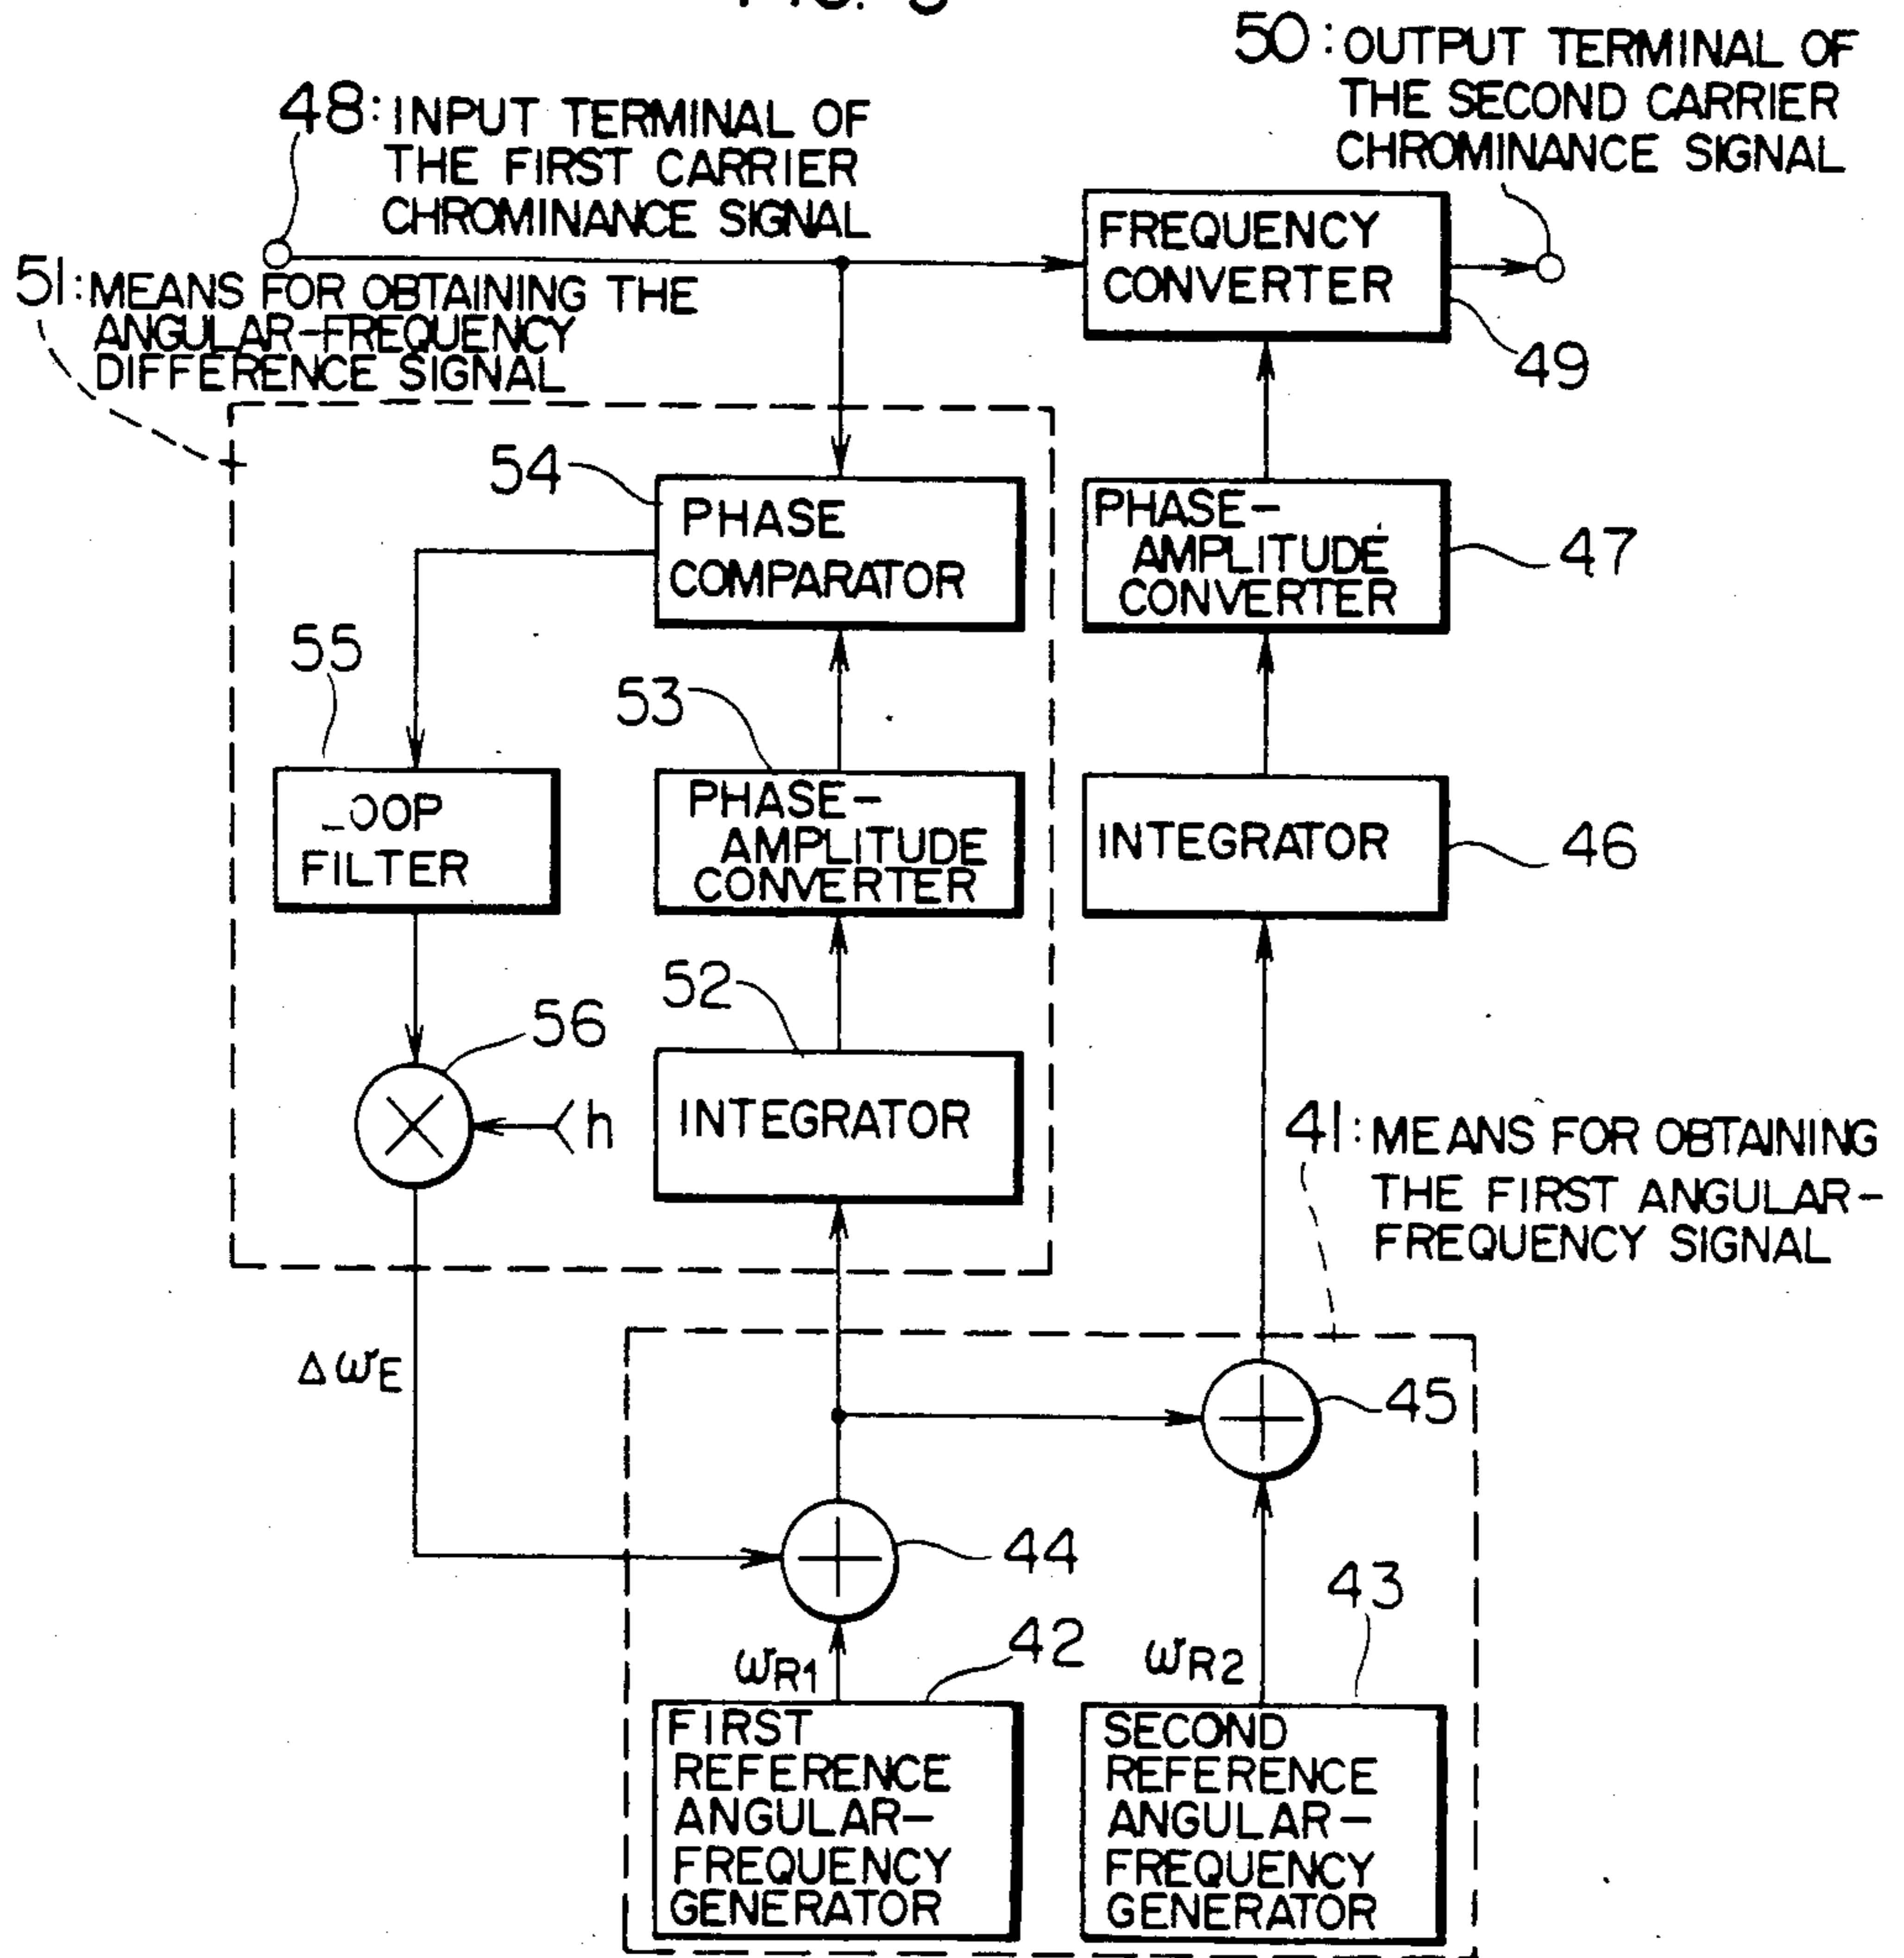 50: OUTPUT TERMINAL OF
THE SECOND CARRIER
CHROMINANCE SIGNAL
48: INPUT TERMINAL OF
THE FIRST CARRIER
CHROMINANCE SIGNAL
FREQUENCY
CONVERTER
49
51: MEANS FOR OBTAINING THE
ANGULAR-FREQUENCY
DIFFERENCE SIGNAL
54
PHASE
COMPARATOR
PHASE-
AMPLITUDE
CONVERTER
47
55
53
LOOP
FILTER
PHASE-
AMPLITUDE
CONVERTER
INTEGRATOR
46
52
56
h
INTEGRATOR
41: MEANS FOR OBTAINING
THE FIRST ANGULAR-
FREQUENCY SIGNAL
ΔωE
45
44
43
42
ωR1
ωR2
FIRST
REFERENCE
ANGULAR-
FREQUENCY
GENERATOR
SECOND
REFERENCE
ANGULAR-
FREQUENCY
GENERATOR